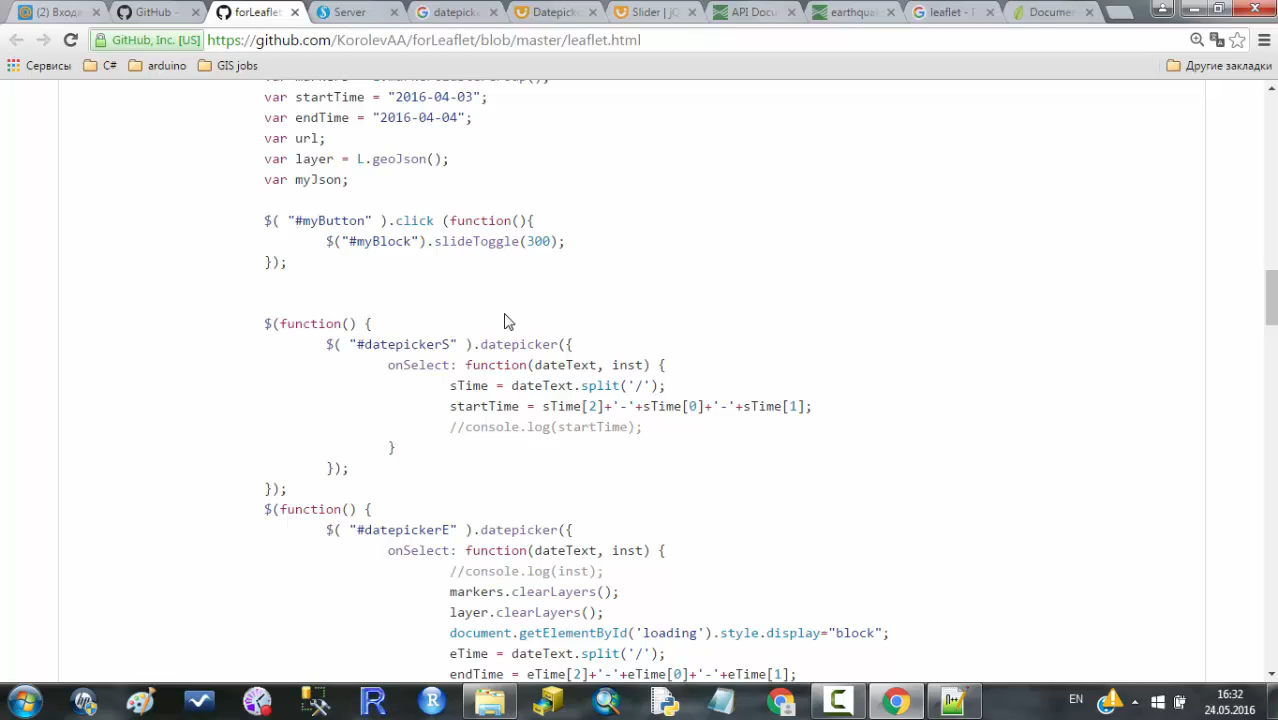 (2) Входя
GitHub -
forLeaflet
Server
datepick
Datepick
Slider | jQ
API Docu
earthqua
leaflet - П
Docume
GitHub, Inc. [US] https://github.com/KorolevAA/forLeaflet/blob/master/leaflet.html
Сервисы C# arduino GIS jobs Другие закладки
var startTime = "2016-04-03";
var endTime = "2016-04-04";
var url;
var layer = L.geoJson();
var myJson;
$( "#myButton" ).click (function(){
$("#myBlock").slideToggle(300);
});
$(function() {
$( "#datepickerS" ).datepicker({
onSelect: function(dateText, inst) {
sTime = dateText.split('/');
startTime = sTime[2]+'-'+sTime[0]+'-'+sTime[1];
//console.log(startTime);
}
});
});
$(function() {
$( "#datepickerE" ).datepicker({
onSelect: function(dateText, inst) {
//console.log(inst);
markers.clearLayers();
layer.clearLayers();
document.getElementById('loading').style.display="block";
eTime = dateText.split('/');
endTime = eTime[2]+'-'+eTime[0]+'-'+eTime[1];
EN
16:32
24.05.2016